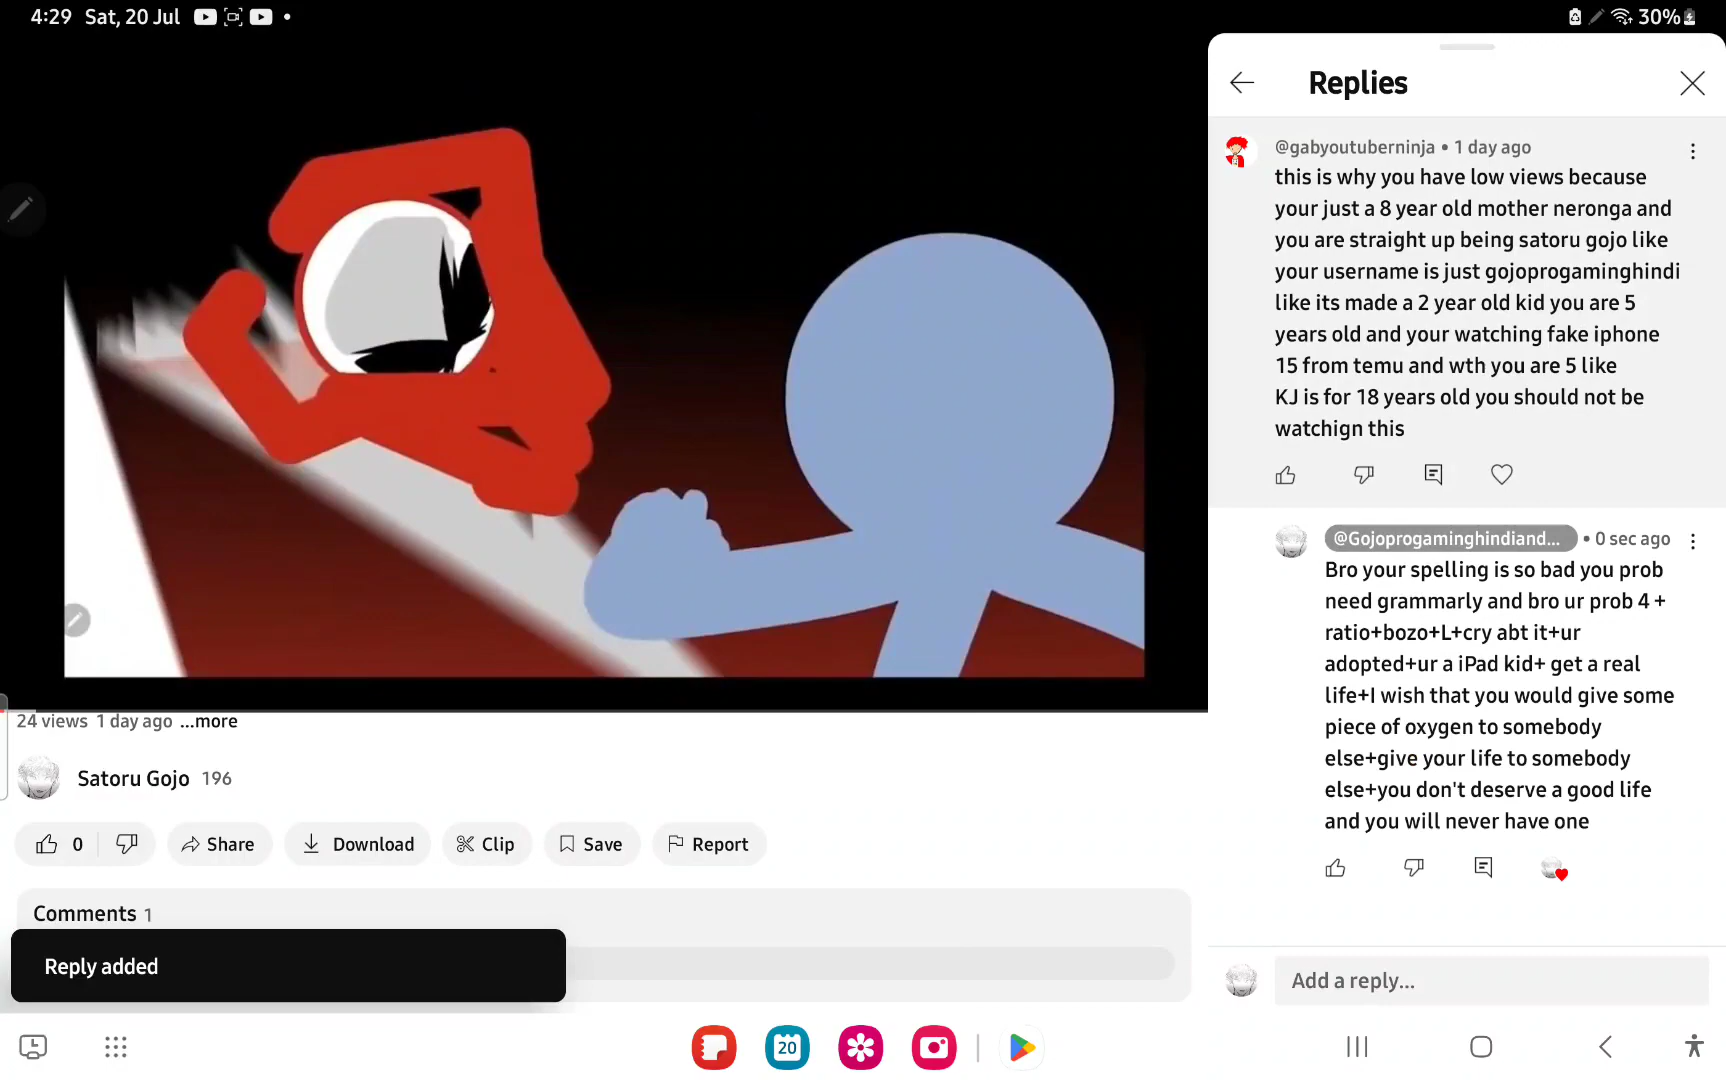 4:29 Sat, 20 Jul
30%
Replies
@gabyoutuberninja • 1 day ago
this is why you have low views because
your just a 8 year old mother neronga and
you are straight up being satoru gojo like
your username is just gojoprogaminghindi
like its made a 2 year old kid you are 5
years old and your watching fake iphone
15 from temu and wth you are 5 like
KJ is for 18 years old you should not be
watchign this
@Gojoprogaminghindiand... • 0 sec ago
Bro your spelling is so bad you prob
need grammarly and bro ur prob 4 +
ratio+bozo+L+cry abt it+ur
adopted+ur a iPad kid+ get a real
life+I wish that you would give some
piece of oxygen to somebody
else+give your life to somebody
else+you don't deserve a good life
and you will never have one
Add a reply...
24 views 1 day ago ...more
Satoru Gojo 196
0 Share Download Clip Save Report
Comments 1
Reply added
20